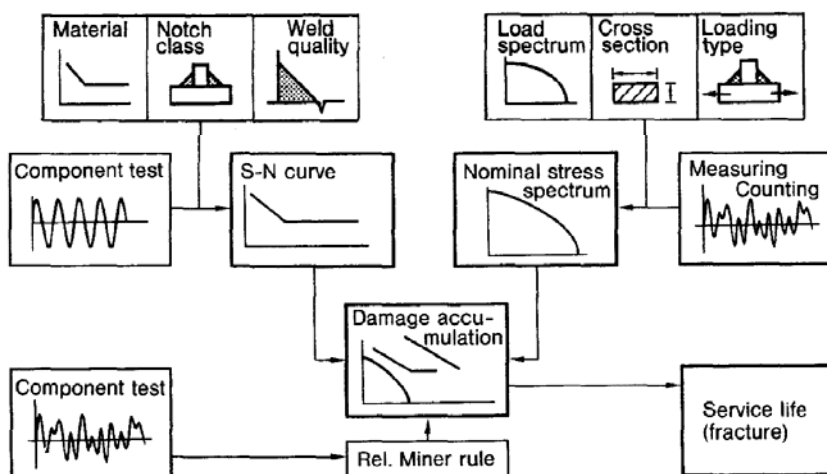 Material
Notch
class
Weld
quality
Load
spectrum
Cross
section
Loading
type
Component test
S-N curve
Nominal stress
spectrum
Measuring
Counting
Damage accu-
mulation
Component test
Rel. Miner rule
Service life
(fracture)